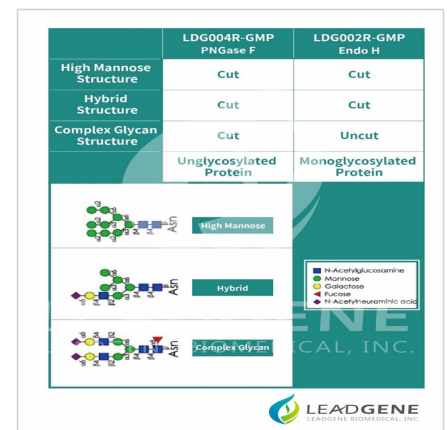 LDG004R-GMP
PNGase F
LDG002R-GMP
Endo H
High Mannose
Structure
Cut
Cut
Hybrid
Structure
Cut
Cut
Complex Glycan
Structure
Cut
Uncut
Unglycosylated
Protein
Monoglycosylated
Protein
Asn
High Mannose
Asn
Hybrid
N-Acetylglucosamine
Mannose
Galactose
Fucose
N-Acetylneuraminic acid
Asn
Complex Glycan
LEADGENE
LEADGENE BIOMEDICAL, INC.